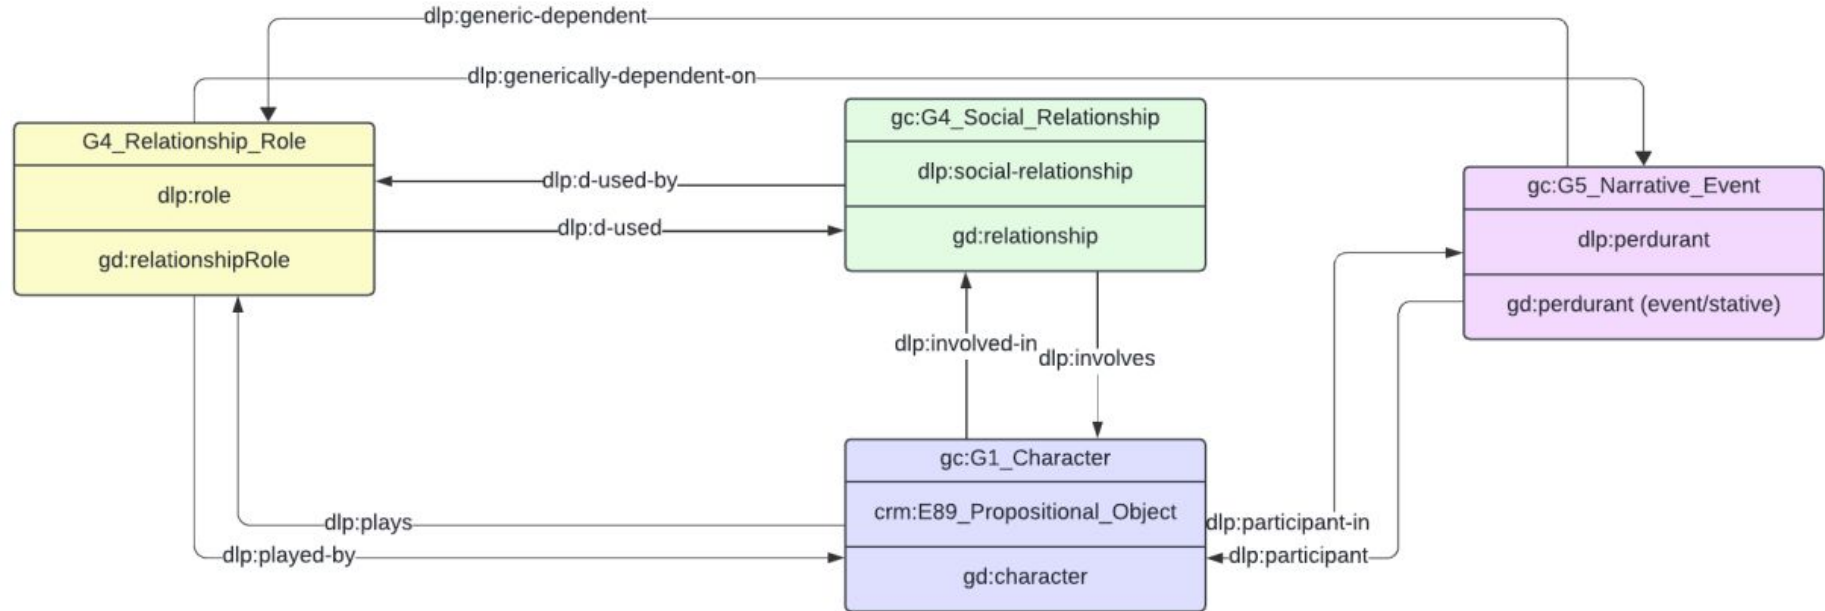 dlp:generic-dependent
dlp:generically-dependent-on
G4_Relationship_Role
dlp:role
gd:relationshipRole
dlp:d-used-by
dlp:d-used
gc:G4_Social_Relationship
dlp:social-relationship
gd:relationship
gc:G5_Narrative_Event
dlp:perdurant
gd:perdurant (event/stative)
dlp:involved-in
dlp:involves
gc:G1_Character
crm:E89_Propositional_Object
gd:character
dlp:plays
dlp:played-by
dlp:participant-in
dlp:participant